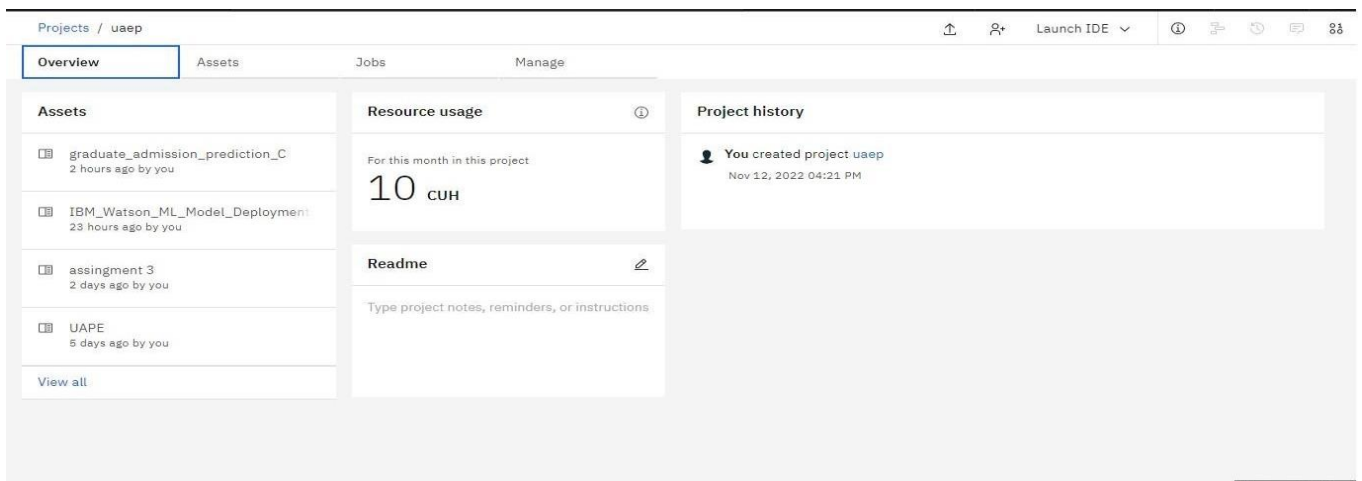 Projects / uaep
Launch IDE
Overview
Assets
Jobs
Manage
Assets
graduate_admission_prediction_C
2 hours ago by you
IBM_Watson_ML_Model_Deployment
23 hours ago by you
assingment 3
2 days ago by you
UAPE
5 days ago by you
View all
Resource usage
For this month in this project
10 CUH
Readme
Type project notes, reminders, or instructions
Project history
You created project uaep
Nov 12, 2022 04:21 PM